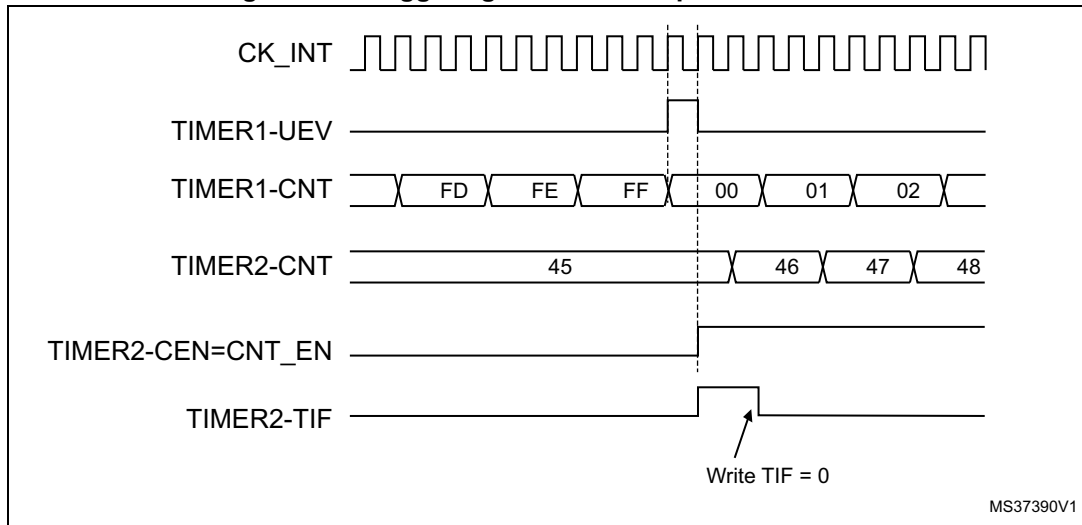 CK_INT
TIMER1-UEV
TIMER1-CNT FD FE FF 00 01 02
TIMER2-CNT 45 46 47 48
TIMER2-CEN=CNT_EN
TIMER2-TIF
Write TIF = 0
MS37390V1